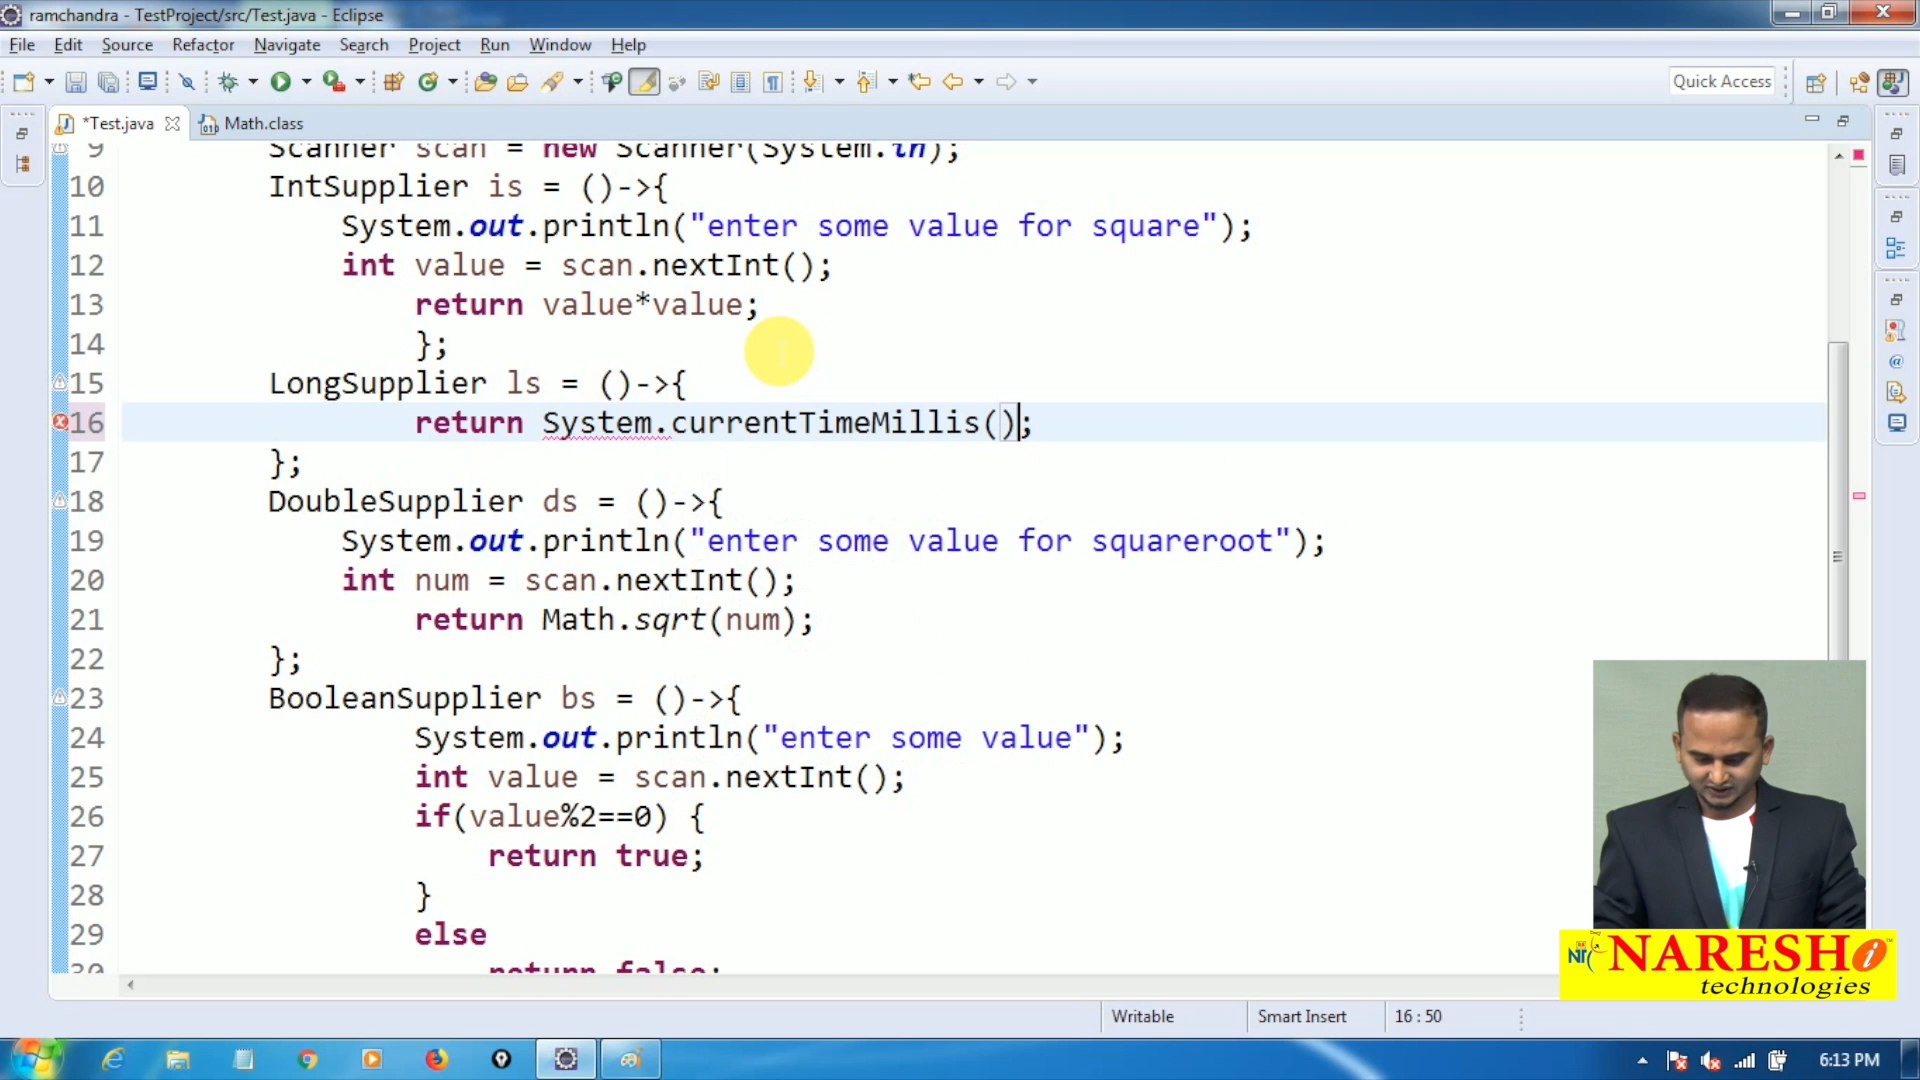 ramchandra - TestProject/src/Test.java - Eclipse
File Edit Source Refactor Navigate Search Project Run Window Help
Quick Access
*Test.java Math.class
9 Scanner scan = new Scanner(System.in);
10 IntSupplier is = ()->{
11 System.out.println("enter some value for square");
12 int value = scan.nextInt();
13 return value*value;
14 };
15 LongSupplier ls = ()->{
16 return System.currentTimeMillis();
17 };
18 DoubleSupplier ds = ()->{
19 System.out.println("enter some value for squareroot");
20 int num = scan.nextInt();
21 return Math.sqrt(num);
22 };
23 BooleanSupplier bs = ()->{
24 System.out.println("enter some value");
25 int value = scan.nextInt();
26 if(value%2==0) {
27 return true;
28 }
29 else
30 return false;
NARESH i
technologies
Writable Smart Insert 16 : 50
6:13 PM